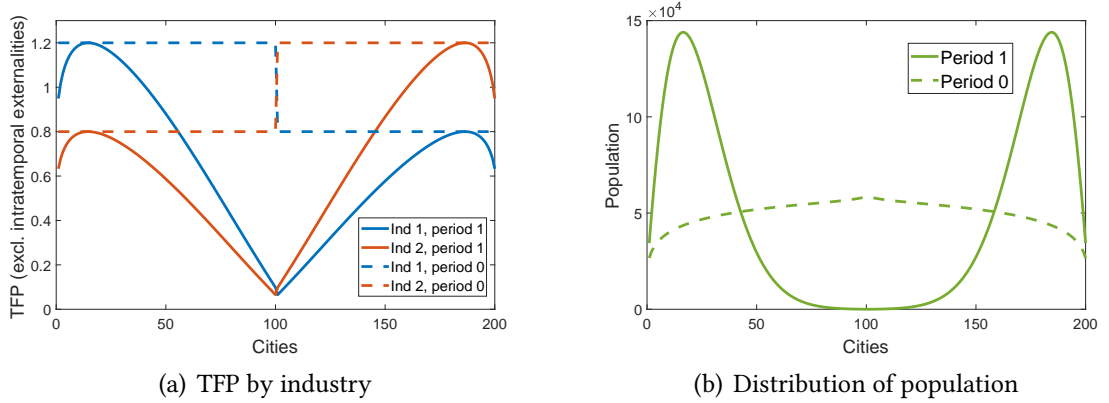 TFP (excl. intratemporal externalities)
1.2
1
0.8
0.6
0.4
0.2
0
0 50 100 150 200
Cities
Ind 1, period 1
Ind 2, period 1
Ind 1, period 0
Ind 2, period 0
(a) TFP by industry
×10⁴
Population
15
10
5
0
0 50 100 150 200
Cities
Period 1
Period 0
(b) Distribution of population